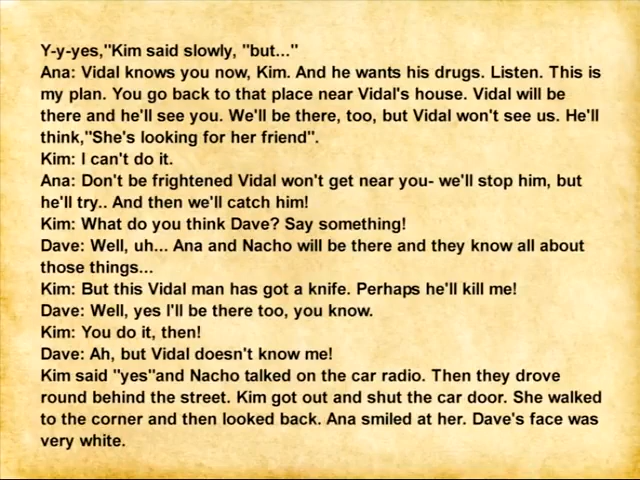 Y-y-yes,"Kim said slowly, "but..."
Ana: Vidal knows you now, Kim. And he wants his drugs. Listen. This is
my plan. You go back to that place near Vidal's house. Vidal will be
there and he'll see you. We'll be there, too, but Vidal won't see us. He'll
think,"She's looking for her friend".
Kim: I can't do it.
Ana: Don't be frightened Vidal won't get near you- we'll stop him, but
he'll try.. And then we'll catch him!
Kim: What do you think Dave? Say something!
Dave: Well, uh... Ana and Nacho will be there and they know all about
those things...
Kim: But this Vidal man has got a knife. Perhaps he'll kill me!
Dave: Well, yes I'll be there too, you know.
Kim: You do it, then!
Dave: Ah, but Vidal doesn't know me!
Kim said "yes"and Nacho talked on the car radio. Then they drove
round behind the street. Kim got out and shut the car door. She walked
to the corner and then looked back. Ana smiled at her. Dave's face was
very white.